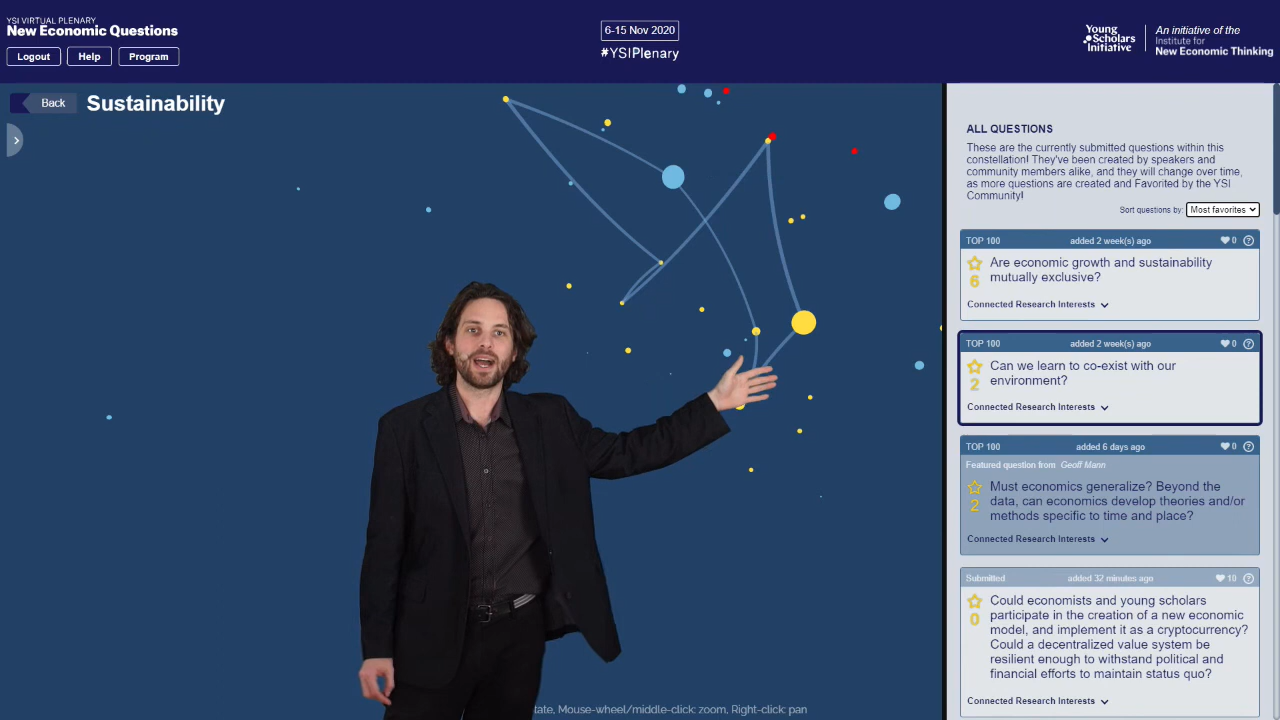 YSI VIRTUAL PLENARY
New Economic Questions
Logout
Help
Program
6-15 Nov 2020
#YSIPlenary
Young
Scholars
Initiative
An initiative of the
Institute for
New Economic Thinking
Back
Sustainability
ALL QUESTIONS
These are the currently submitted questions within this
constellation! They've been created by speakers and
community members alike, and they will change over time,
as more questions are created and Favorited by the YSI
Community!
Sort questions by: Most favorites
TOP 100 added 2 week(s) ago 0 ?
6
Are economic growth and sustainability
mutually exclusive?
Connected Research Interests
TOP 100 added 2 week(s) ago 0 ?
2
Can we learn to co-exist with our
environment?
Connected Research Interests
TOP 100 added 6 days ago 0 ?
Featured question from Geoff Mann
2
Must economics generalize? Beyond the
data, can economics develop theories and/or
methods specific to time and place?
Connected Research Interests
Submitted added 32 minutes ago 10 ?
0
Could economists and young scholars
participate in the creation of a new economic
model, and implement it as a cryptocurrency?
Could a decentralized value system be
resilient enough to withstand political and
financial efforts to maintain status quo?
Connected Research Interests
tate, Mouse-wheel/middle-click: zoom, Right-click: pan